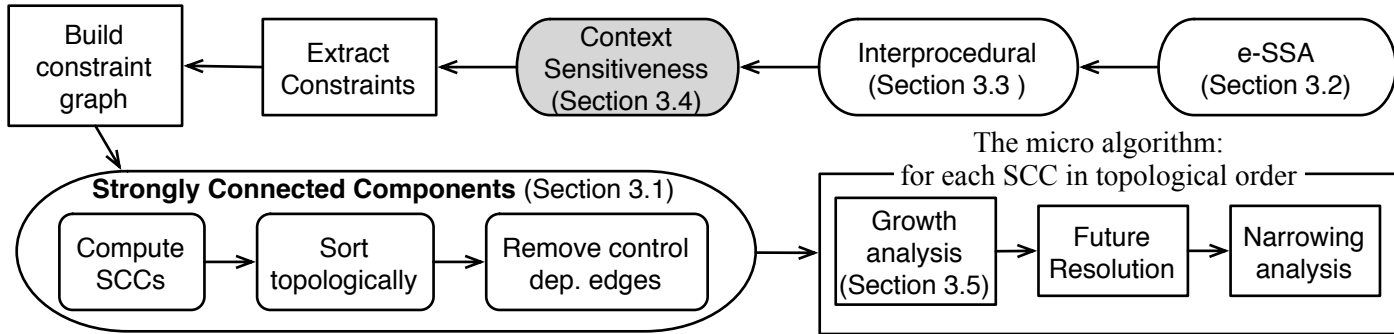 Build
constraint
graph
Extract
Constraints
Context
Sensitiveness
(Section 3.4)
Interprocedural
(Section 3.3 )
e-SSA
(Section 3.2)
Strongly Connected Components (Section 3.1)
Compute
SCCs
Sort
topologically
Remove control
dep. edges
The micro algorithm:
for each SCC in topological order
Growth
analysis
(Section 3.5)
Future
Resolution
Narrowing
analysis